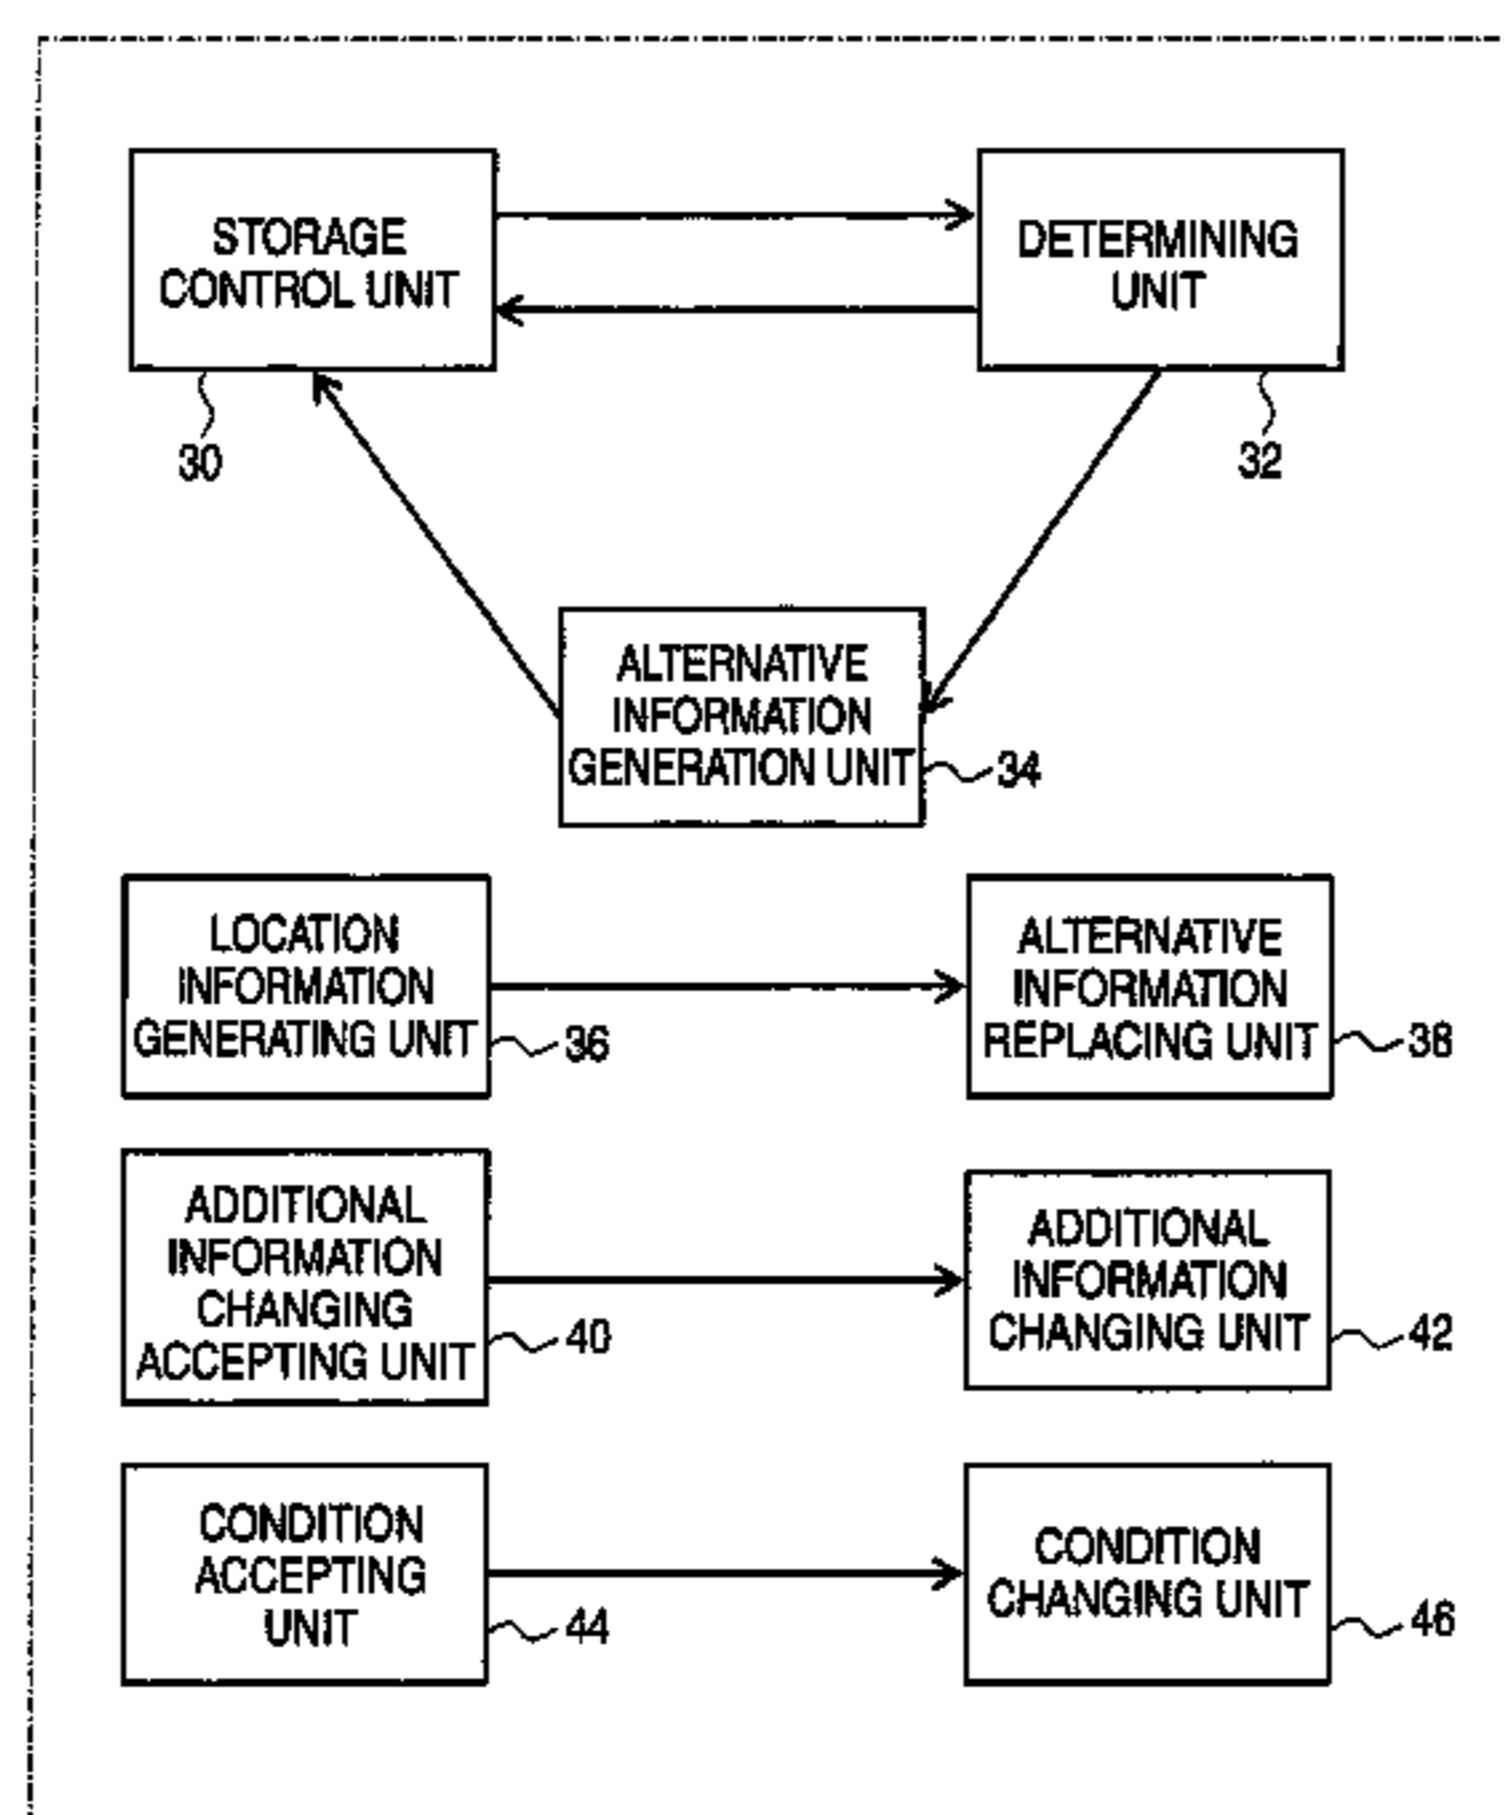 STORAGE
CONTROL UNIT
30
DETERMINING
UNIT
32
ALTERNATIVE
INFORMATION
GENERATION UNIT
34
LOCATION
INFORMATION
GENERATING UNIT
36
ALTERNATIVE
INFORMATION
REPLACING UNIT
38
ADDITIONAL
INFORMATION
CHANGING
ACCEPTING UNIT
40
ADDITIONAL
INFORMATION
CHANGING UNIT
42
CONDITION
ACCEPTING
UNIT
44
CONDITION
CHANGING UNIT
46